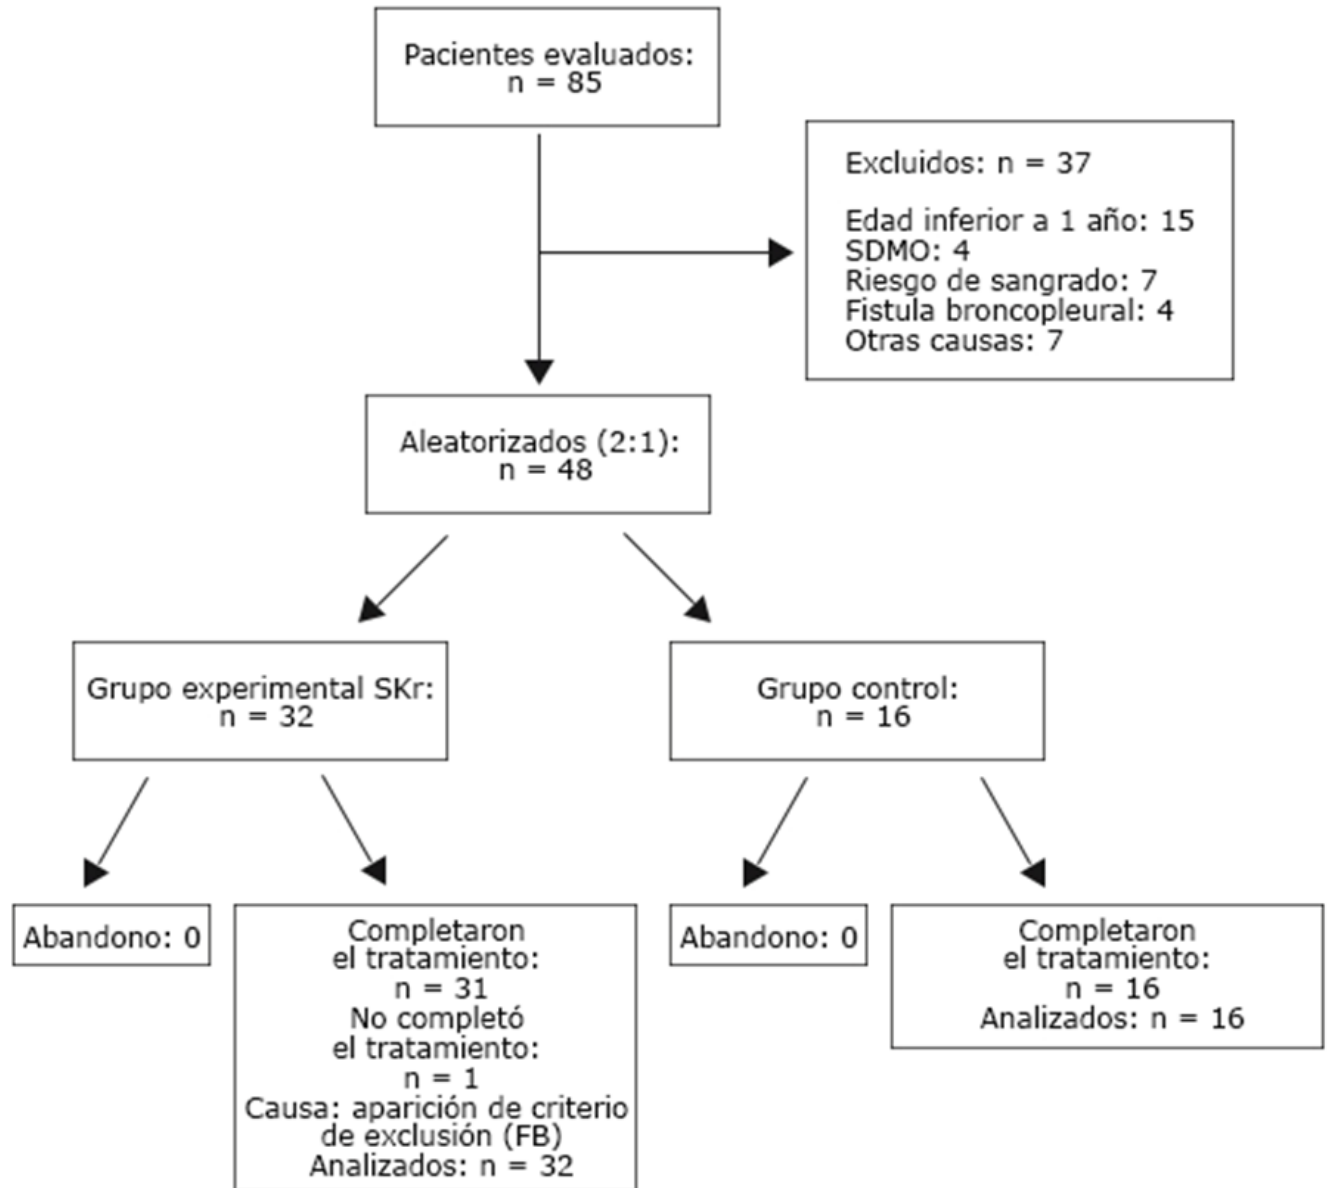 Pacientes evaluados:
n = 85
Excluidos: n = 37
Edad inferior a 1 año: 15
SDMO: 4
Riesgo de sangrado: 7
Fistula broncopleural: 4
Otras causas: 7
Aleatorizados (2:1):
n = 48
Grupo experimental SKr:
n = 32
Grupo control:
n = 16
Abandono: 0
Completaron
el tratamiento:
n = 31
No completó
el tratamiento:
n = 1
Causa: aparición de criterio
de exclusión (FB)
Analizados: n = 32
Abandono: 0
Completaron
el tratamiento:
n = 16
Analizados: n = 16